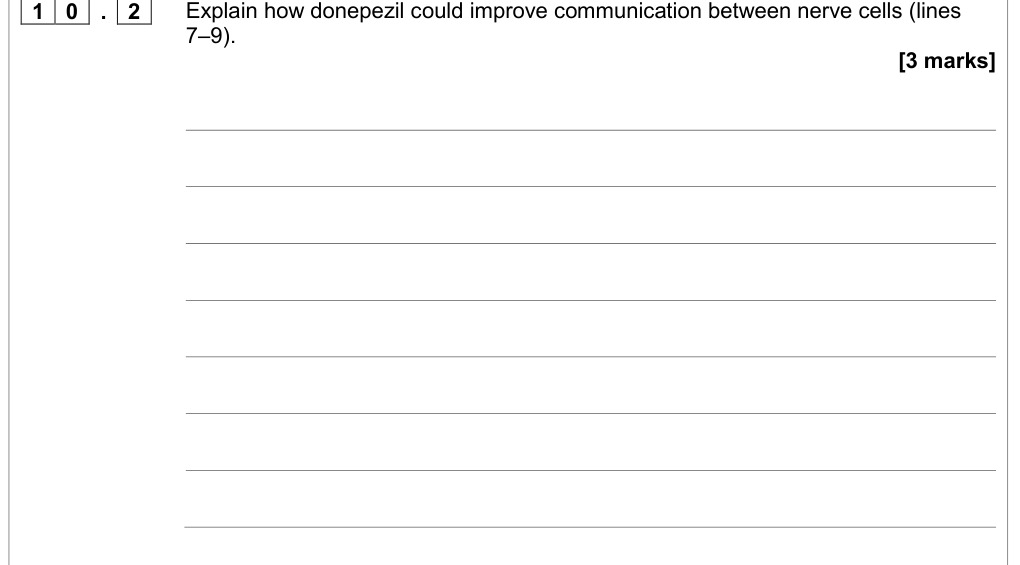 1 0 . 2 Explain how donepezil could improve communication between nerve cells (lines
7–9).
[3 marks]